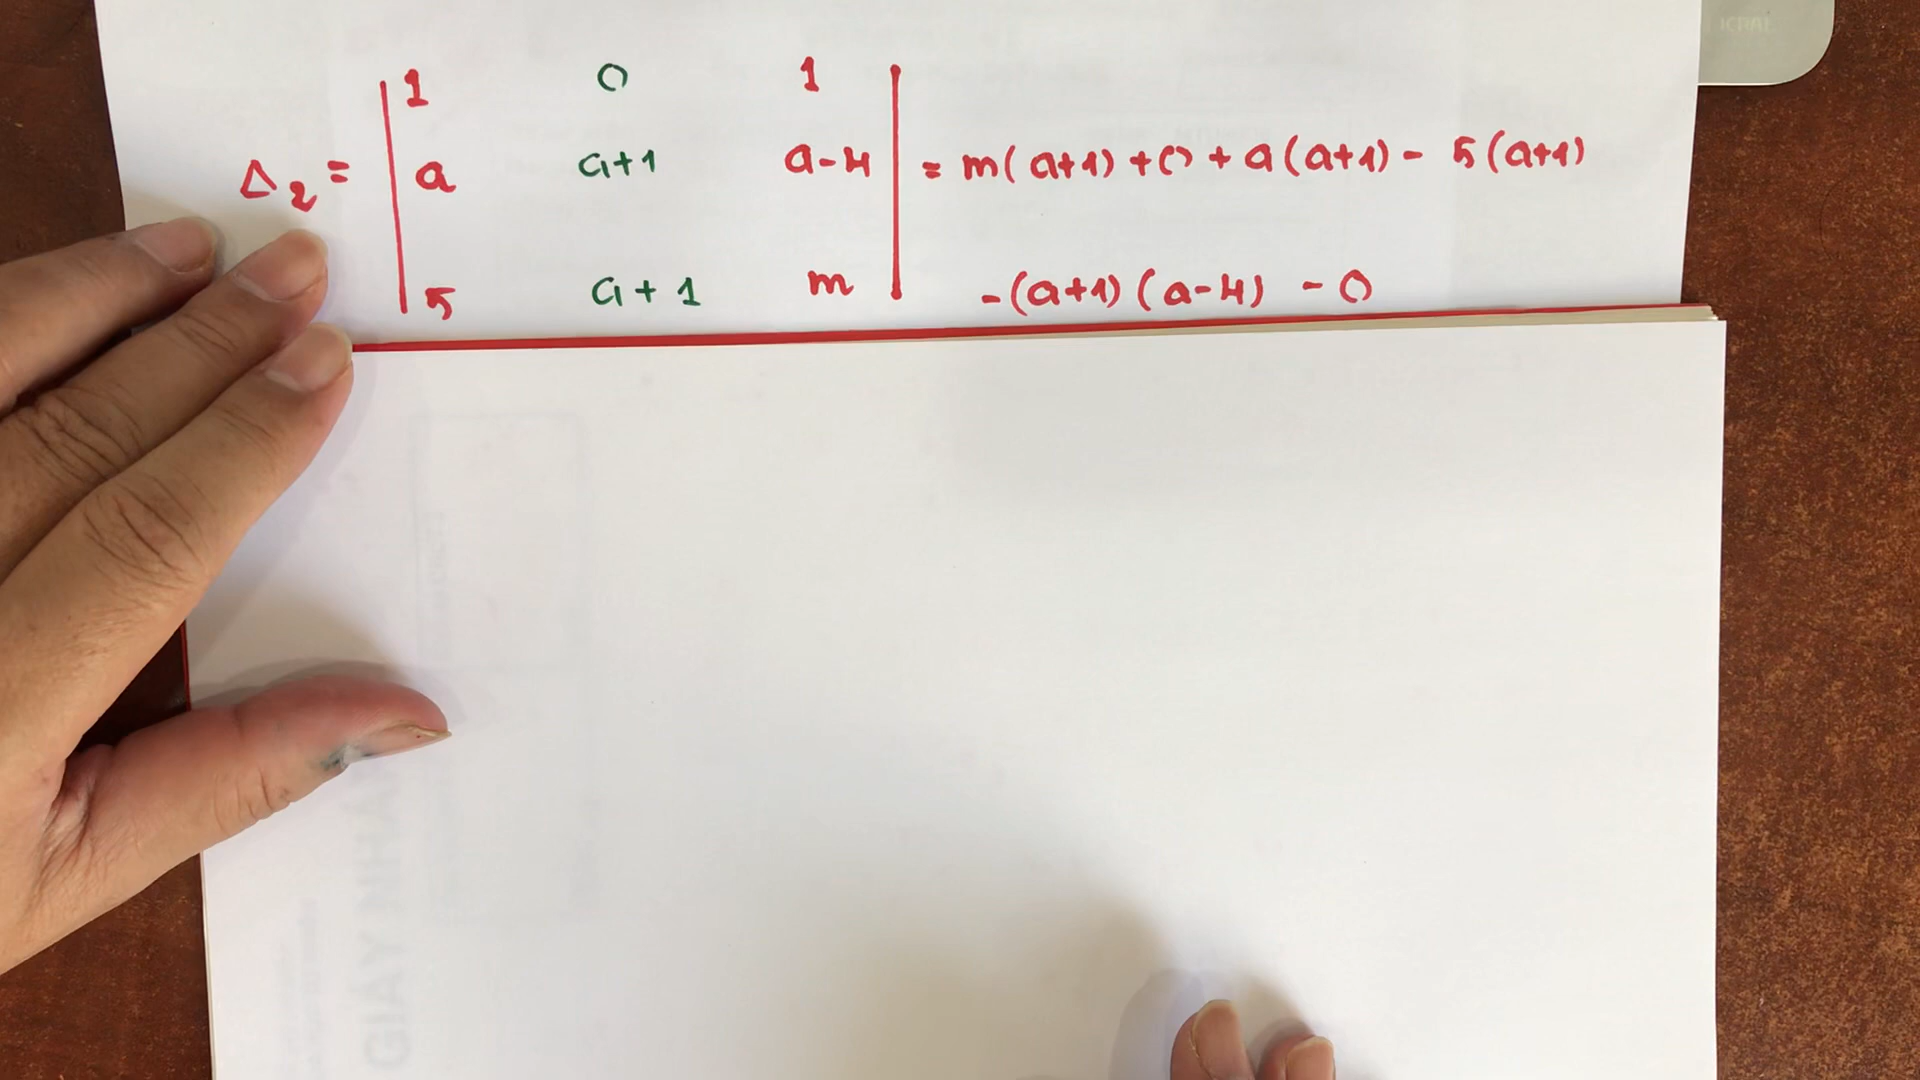 1 0 1
Δ₂ = a a+1 a-4 = m(a+1) + 0 + a(a+1) - 5(a+1)
5 a+1 m -(a+1)(a-4) - 0